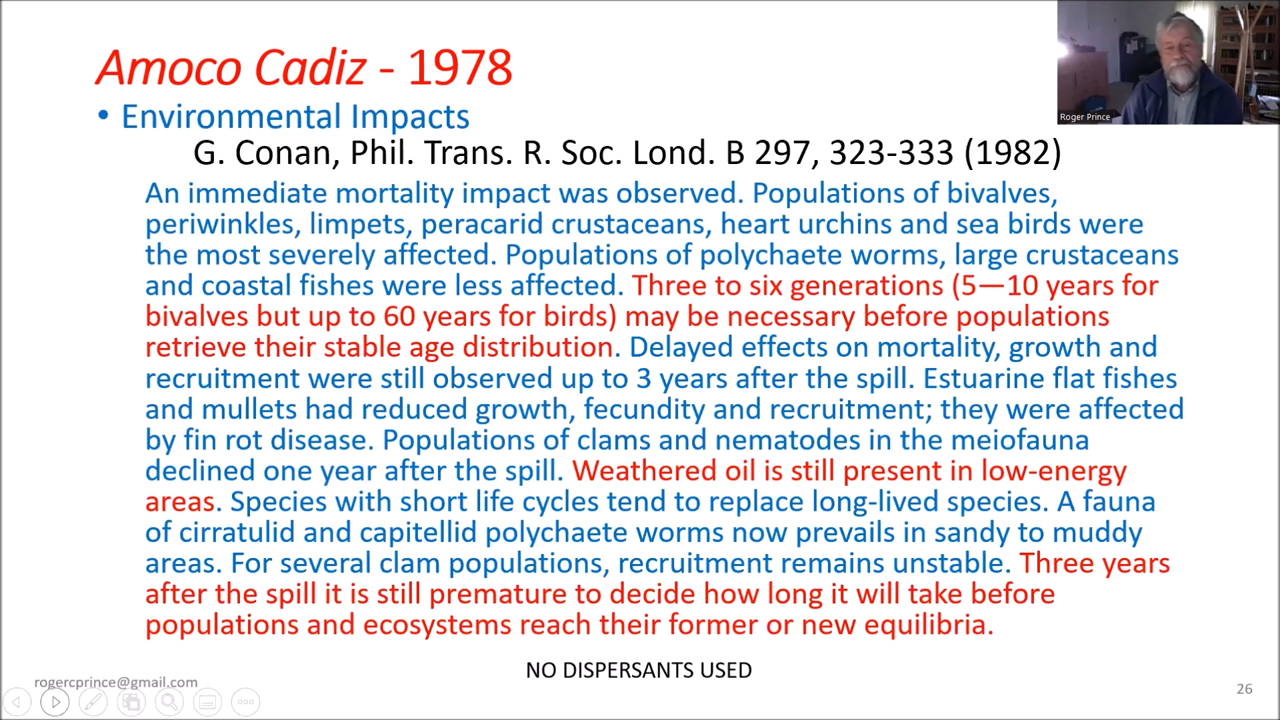 Amoco Cadiz - 1978
Roger Prince
• Environmental Impacts
G. Conan, Phil. Trans. R. Soc. Lond. B 297, 323-333 (1982)
An immediate mortality impact was observed. Populations of bivalves,
periwinkles, limpets, peracarid crustaceans, heart urchins and sea birds were
the most severely affected. Populations of polychaete worms, large crustaceans
and coastal fishes were less affected. Three to six generations (5—10 years for
bivalves but up to 60 years for birds) may be necessary before populations
retrieve their stable age distribution. Delayed effects on mortality, growth and
recruitment were still observed up to 3 years after the spill. Estuarine flat fishes
and mullets had reduced growth, fecundity and recruitment; they were affected
by fin rot disease. Populations of clams and nematodes in the meiofauna
declined one year after the spill. Weathered oil is still present in low-energy
areas. Species with short life cycles tend to replace long-lived species. A fauna
of cirratulid and capitellid polychaete worms now prevails in sandy to muddy
areas. For several clam populations, recruitment remains unstable. Three years
after the spill it is still premature to decide how long it will take before
populations and ecosystems reach their former or new equilibria.
NO DISPERSANTS USED
rogercprince@gmail.com
26